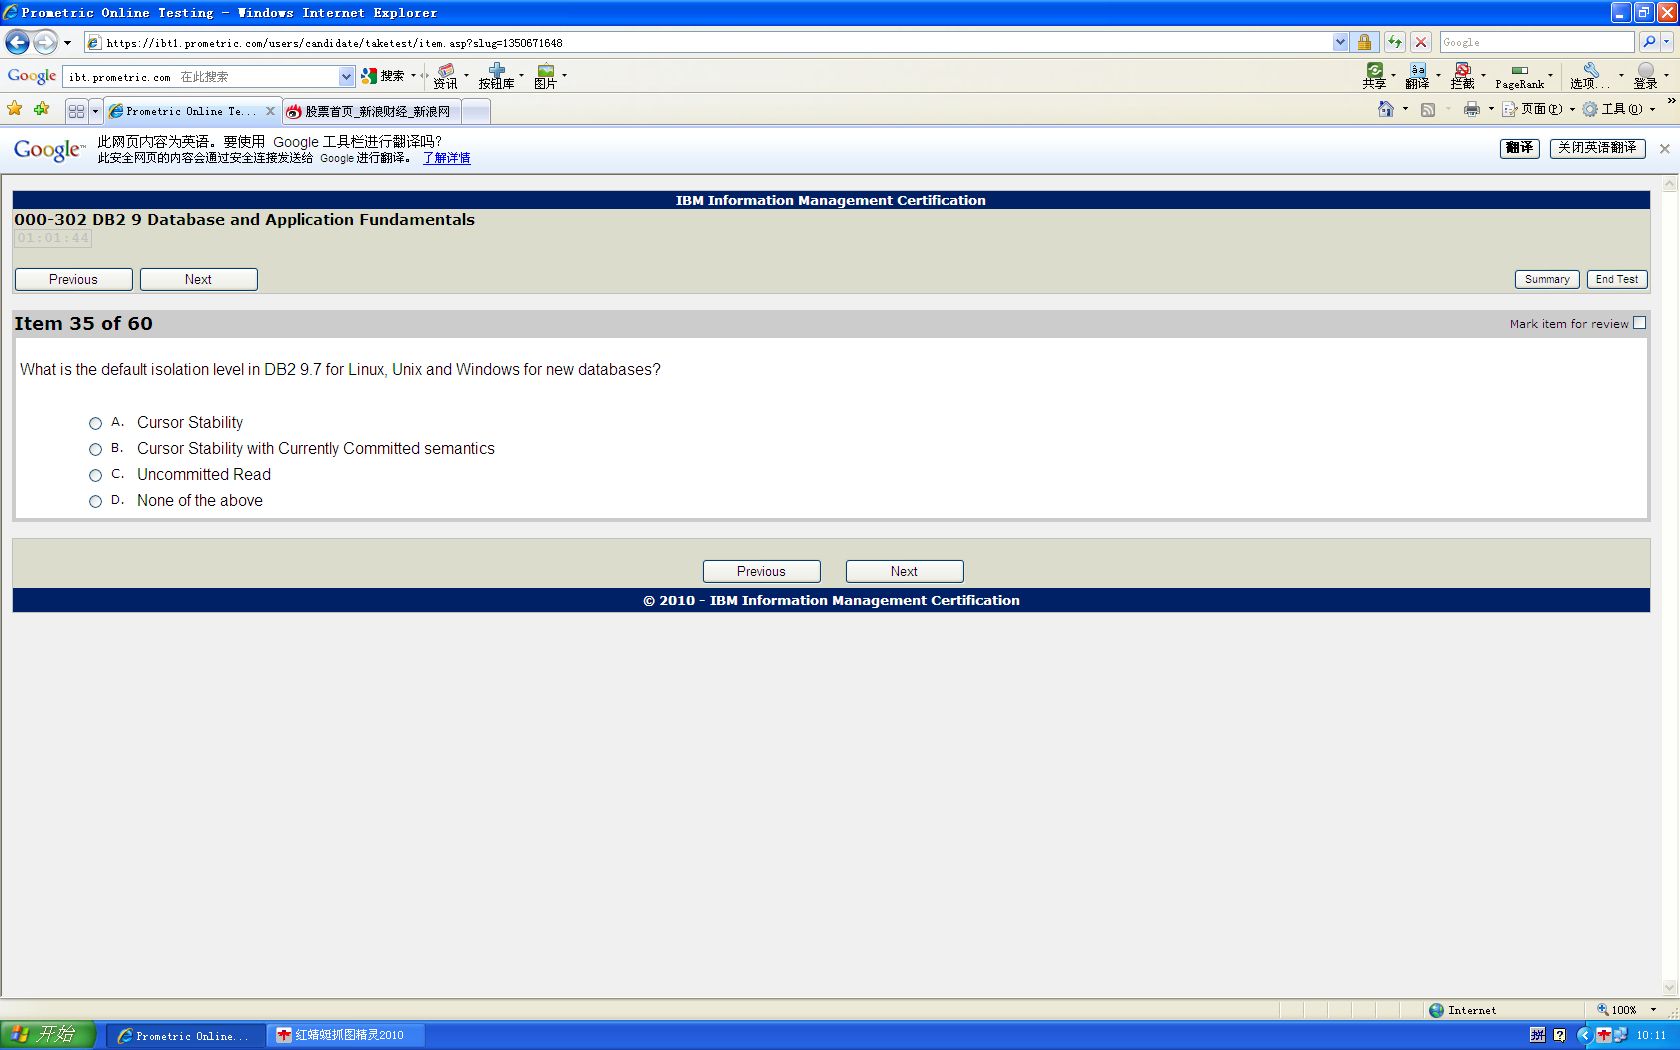 Prometric Online Testing - Windows Internet Explorer
https://ibt1.prometric.com/users/candidate/taketest/item.asp?slug=1350671648
Google
Google
ibt.prometric.com 在此搜索
搜索
资讯
按钮库
图片
共享
翻译
拦截
PageRank
选项...
登录
Prometric Online Te...
股票首页_新浪财经_新浪网
页面(P)
工具(O)
»
Google™
此网页内容为英语。要使用 Google 工具栏进行翻译吗?
此安全网页的内容会通过安全连接发送给 Google 进行翻译。 了解详情
翻译
关闭英语翻译
IBM Information Management Certification
000-302 DB2 9 Database and Application Fundamentals
01:01:44
Previous
Next
Summary
End Test
Item 35 of 60
Mark item for review
What is the default isolation level in DB2 9.7 for Linux, Unix and Windows for new databases?
A. Cursor Stability
B. Cursor Stability with Currently Committed semantics
C. Uncommitted Read
D. None of the above
Previous
Next
© 2010 - IBM Information Management Certification
Internet
100%
开始
Prometric Online...
红蜻蜓抓图精灵2010
拼
10:11